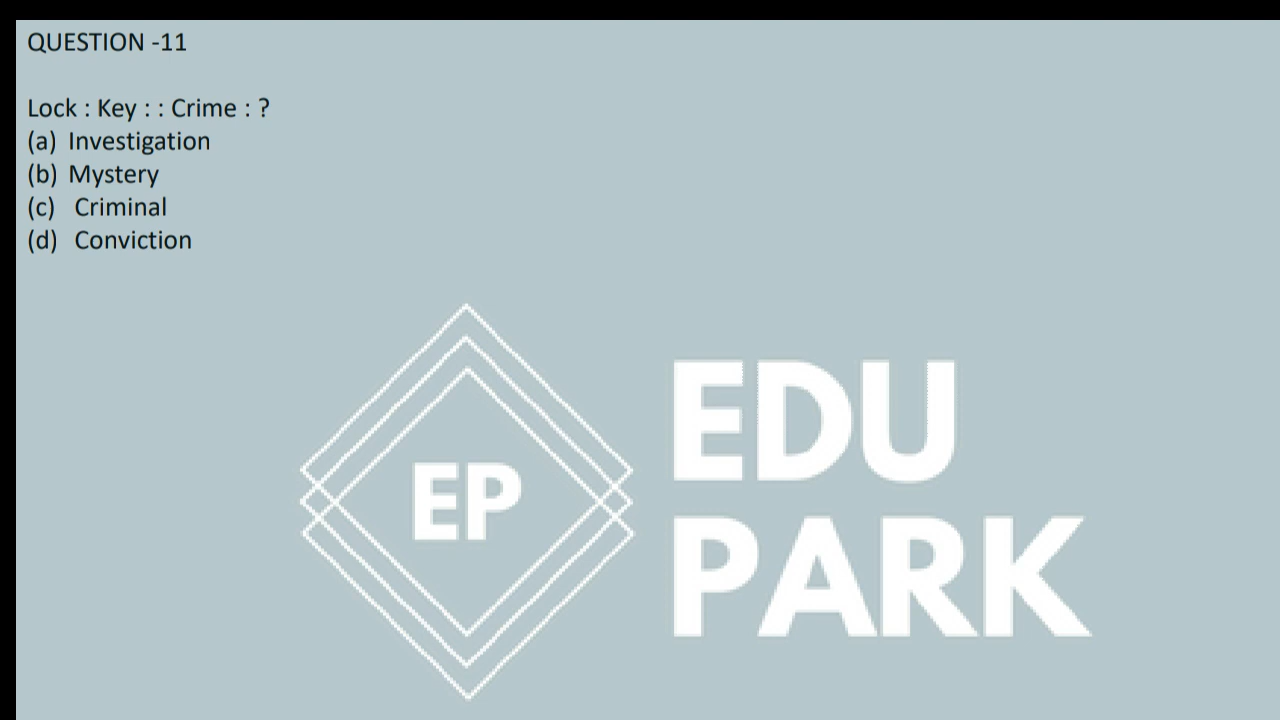 QUESTION -11
Lock : Key : : Crime : ?
(a) Investigation
(b) Mystery
(c) Criminal
(d) Conviction
EP
EDU
PARK